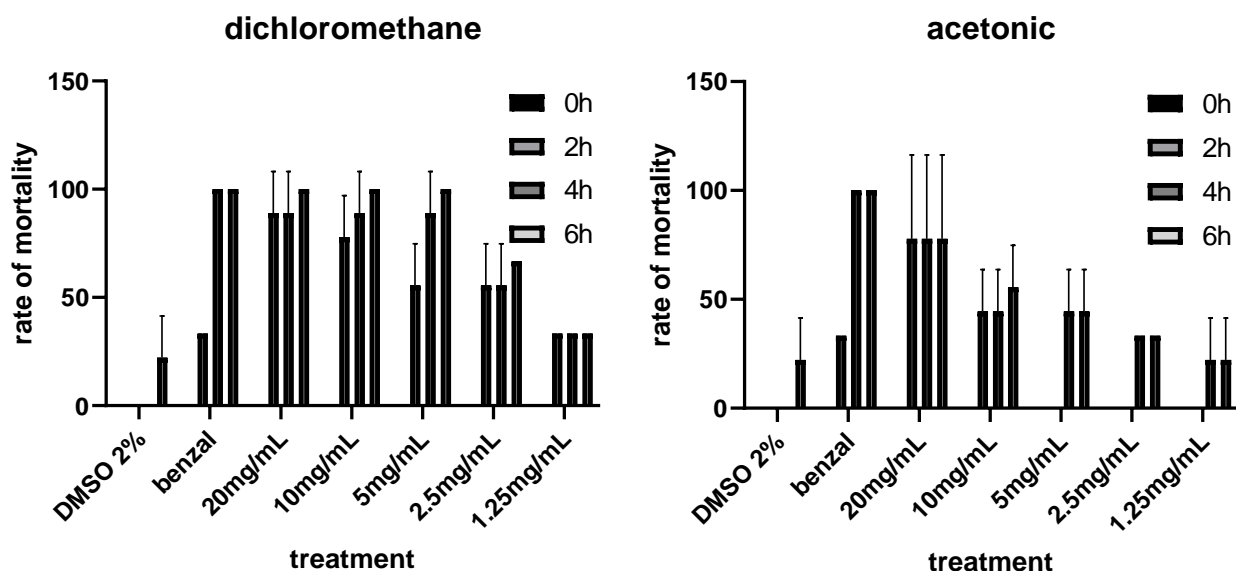 dichloromethane
150
100
50
0
rate of mortality
0h
2h
4h
6h
DMSO 2%
benzal
20mg/mL
10mg/mL
5mg/mL
2.5mg/mL
1.25mg/mL
treatment
acetonic
150
100
50
0
rate of mortality
0h
2h
4h
6h
DMSO 2%
benzal
20mg/mL
10mg/mL
5mg/mL
2.5mg/mL
1.25mg/mL
treatment